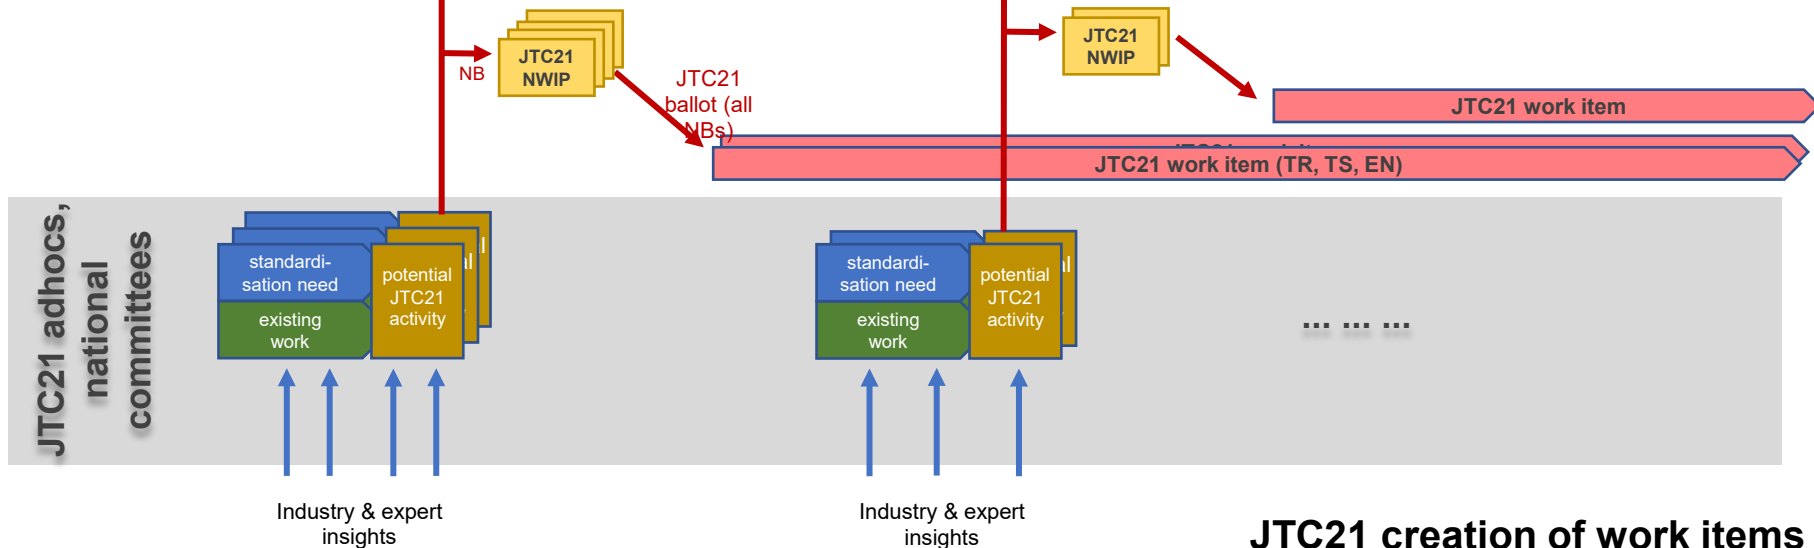 JTC21
NWIP
NB
JTC21
ballot (all
NBs)
JTC21
NWIP
JTC21 work item
JTC21 work item (TR, TS, EN)
JTC21 adhocs,
national
committees
standardi-
sation need
existing
work
potential
JTC21
activity
standardi-
sation need
existing
work
potential
JTC21
activity
... ... ...
Industry & expert
insights
Industry & expert
insights
JTC21 creation of work items